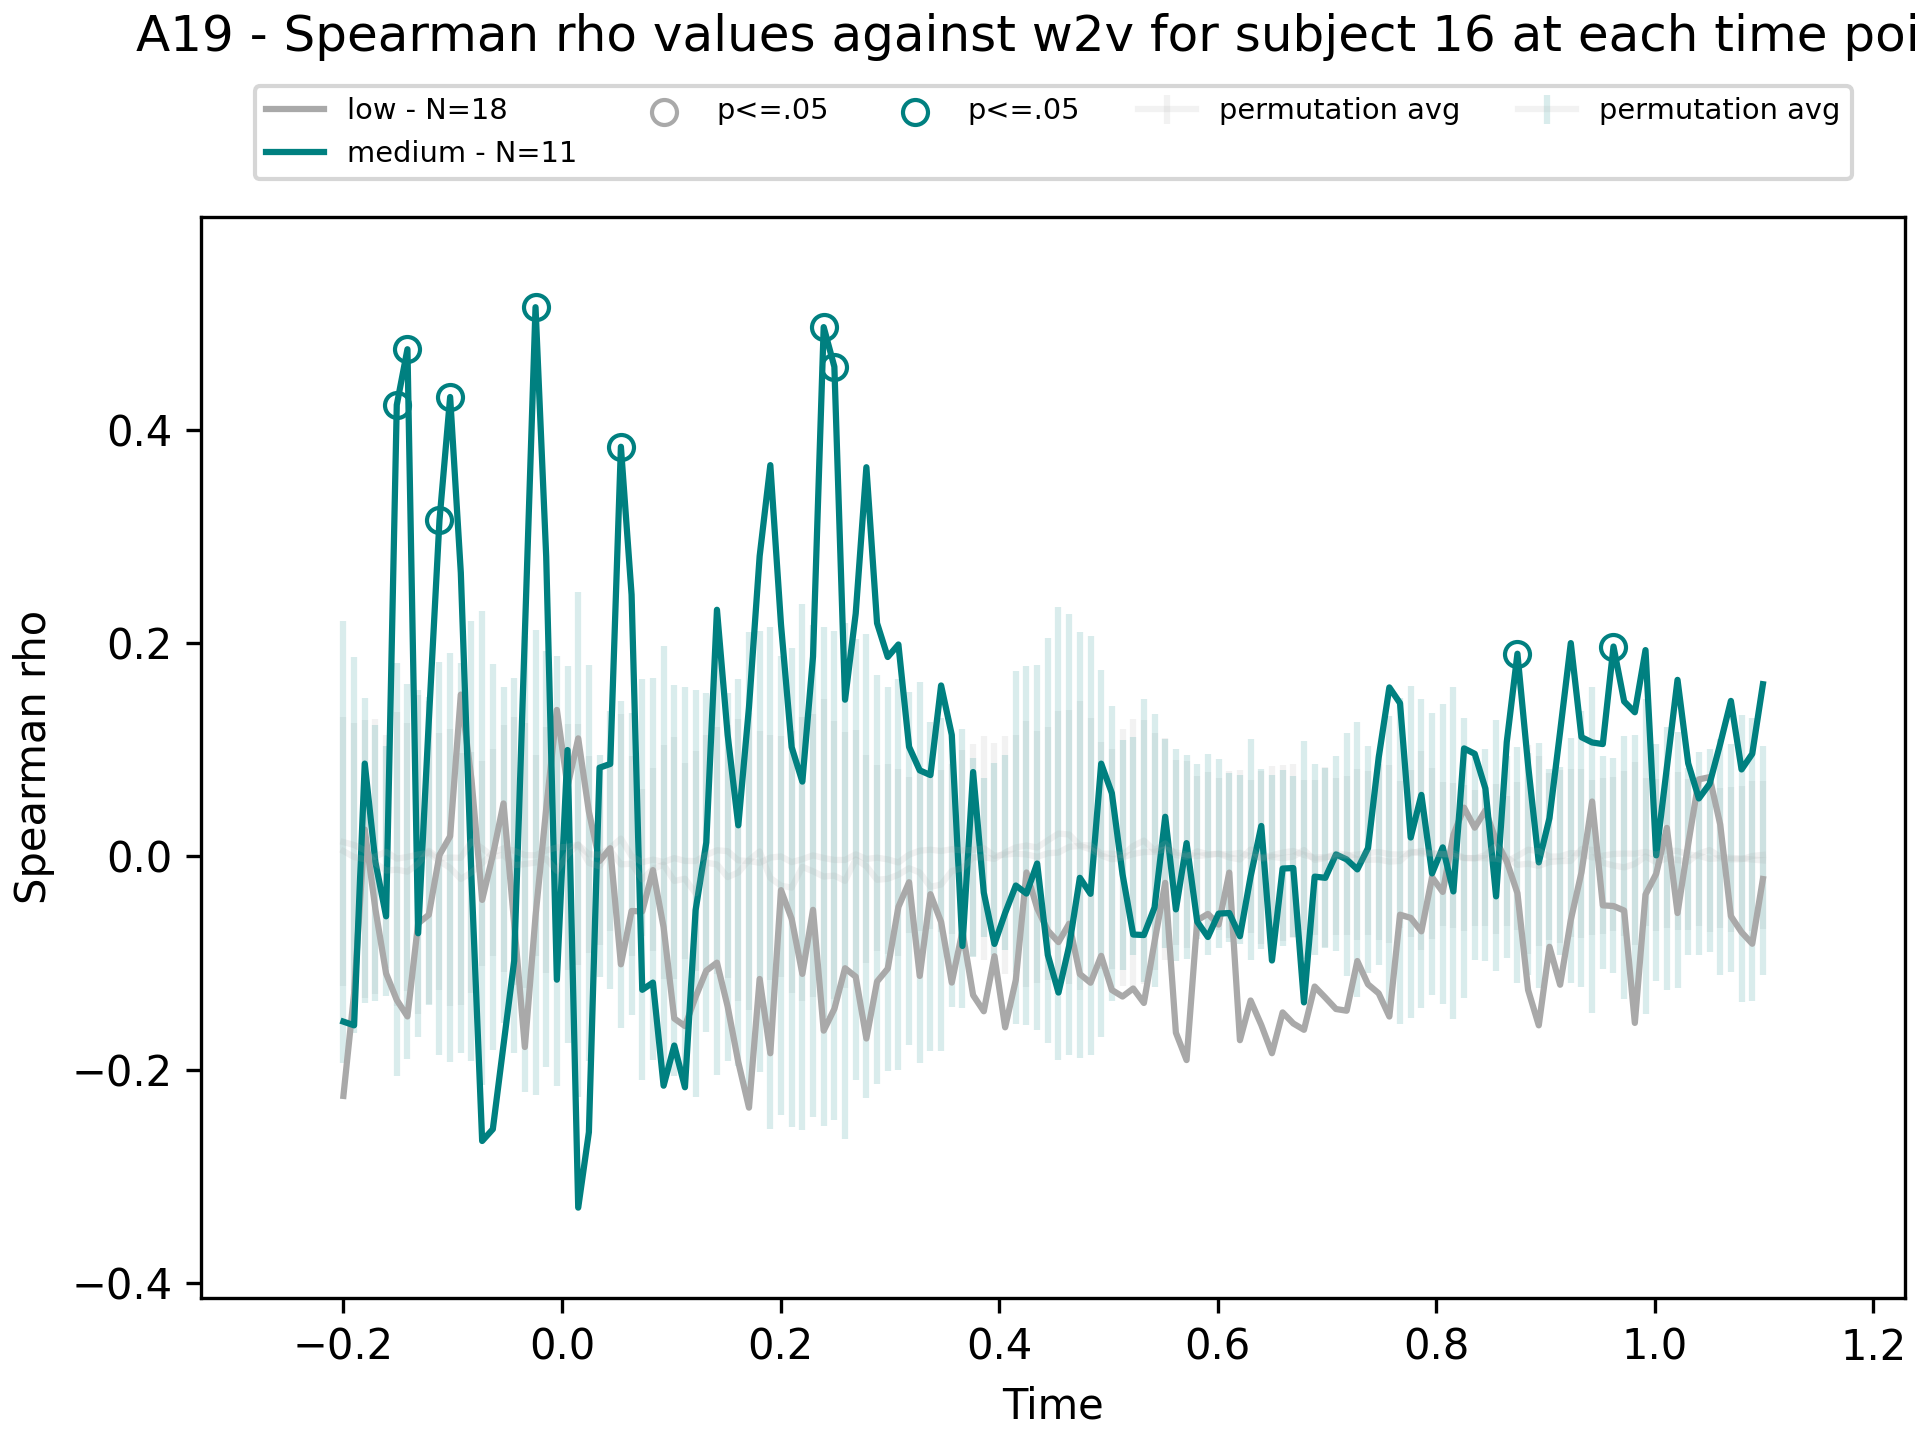 A19 - Spearman rho values against w2v for subject 16 at each time poi
low - N=18
medium - N=11
p<=.05
p<=.05
permutation avg
permutation avg
Spearman rho
0.4
0.2
0.0
−0.2
−0.4
−0.2 0.0 0.2 0.4 0.6 0.8 1.0 1.2
Time